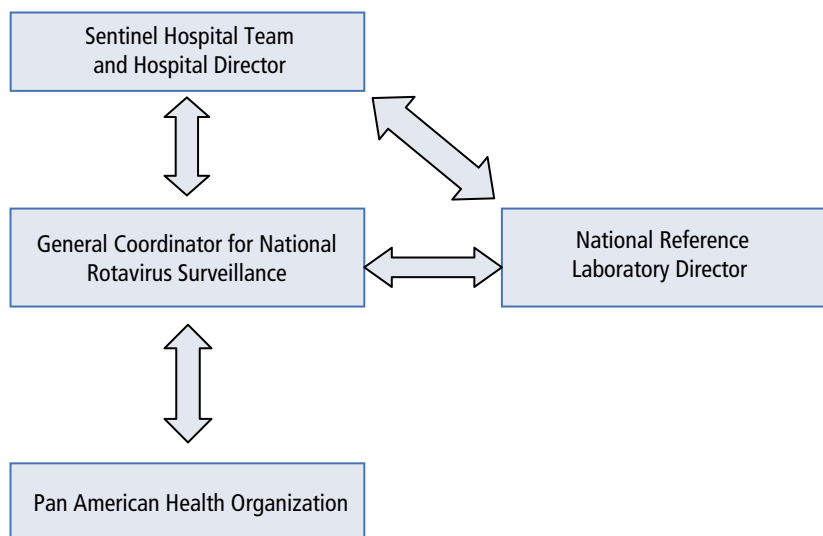 Sentinel Hospital Team
and Hospital Director
General Coordinator for National
Rotavirus Surveillance
National Reference
Laboratory Director
Pan American Health Organization